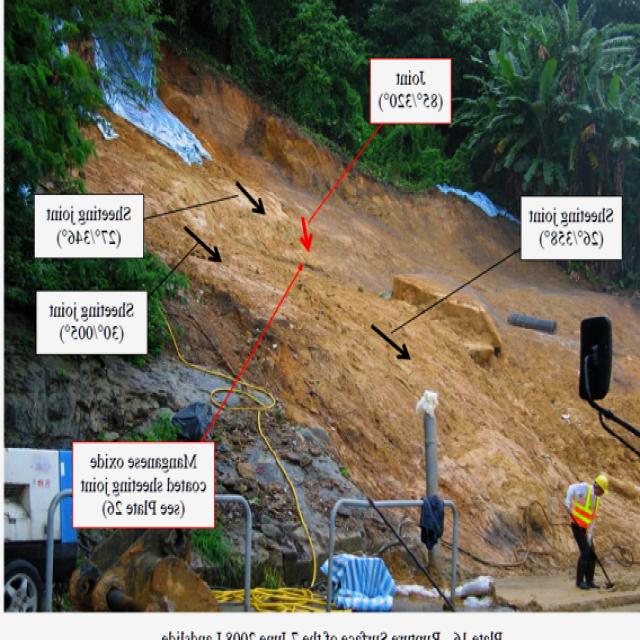 Joint
(85°/320°)
Sheeting joint
(27°/346°)
Sheeting joint
(26°/358°)
Sheeting joint
(30°/005°)
Manganese oxide
coated sheeting joint
(see Plate 26)
Plate 16 Rupture Surface of the 7 June 2008 Landslide